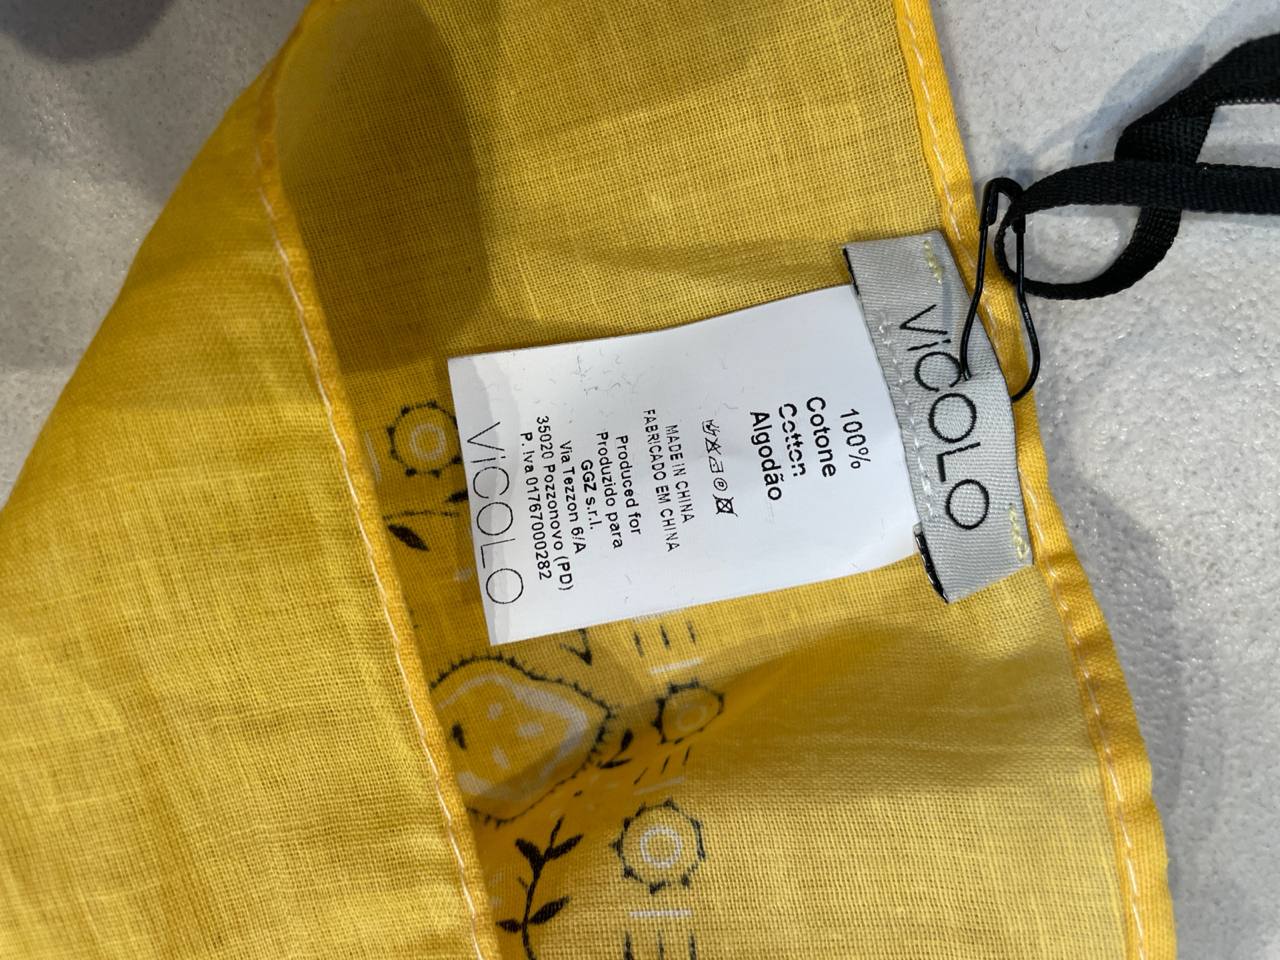 ViCOLO
100%
Cotone
Cotton
Algodão
MADE IN CHINA
FABRICADO EM CHINA
Produced for
Produzido para
GGZ s.r.l.
Via Tezzon 6/A
35020 Pozzonovo (PD)
P. Iva 01767000282
ViCOLO